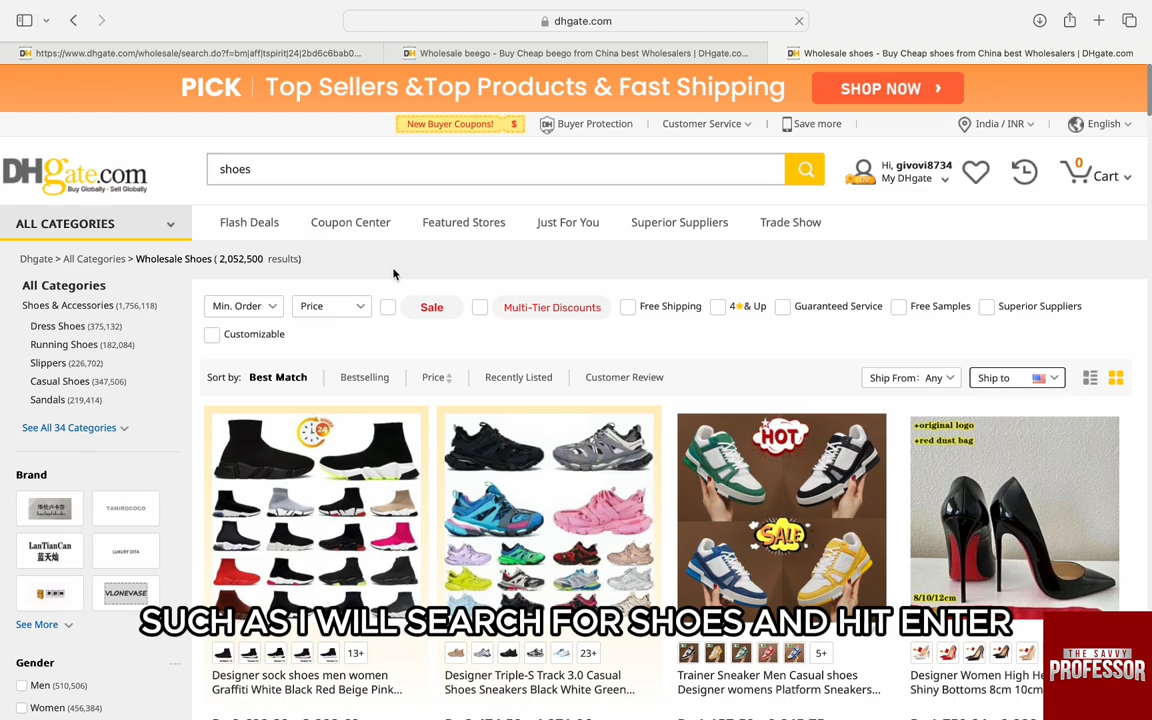 dhgate.com
https://www.dhgate.com/wholesale/search.do?f=bm|aff|tspirit|24|2bd6c6bab0...
Wholesale beego - Buy Cheap beego from China best Wholesalers | DHgate.co...
Wholesale shoes - Buy Cheap shoes from China best Wholesalers | DHgate.com
PICK | Top Sellers &Top Products & Fast Shipping
SHOP NOW
New Buyer Coupons! $
Buyer Protection
Customer Service
Save more
India / INR
English
DHgate.com
Buy Globally · Sell Globally
shoes
Hi, givovi8734
My DHgate
0
Cart
ALL CATEGORIES
Flash Deals
Coupon Center
Featured Stores
Just For You
Superior Suppliers
Trade Show
Dhgate > All Categories > Wholesale Shoes ( 2,052,500 results)
All Categories
Shoes & Accessories (1,756,118)
Dress Shoes (375,132)
Running Shoes (182,084)
Slippers (226,702)
Casual Shoes (347,506)
Sandals (219,414)
See All 34 Categories
Brand
TANIROCOCO
LanTianCan
蓝天灿
LUXURY DITA
VLONEVASE
See More
Gender
Men (510,506)
Women (456,384)
Min. Order
Price
Sale
Multi-Tier Discounts
Free Shipping
4★& Up
Guaranteed Service
Free Samples
Superior Suppliers
Customizable
Sort by:
Best Match
Bestselling
Price
Recently Listed
Customer Review
Ship From: Any
Ship to
24
HOT
SALE
+original logo
+red dust bag
8/10/12cm
SUCH AS I WILL SEARCH FOR SHOES AND HIT ENTER
13+
23+
5+
Designer sock shoes men women
Graffiti White Black Red Beige Pink...
Designer Triple-S Track 3.0 Casual
Shoes Sneakers Black White Green...
Trainer Sneaker Men Casual shoes
Designer womens Platform Sneakers...
Designer Women High He
Shiny Bottoms 8cm 10cm
THE SAVVY
PROFESSOR